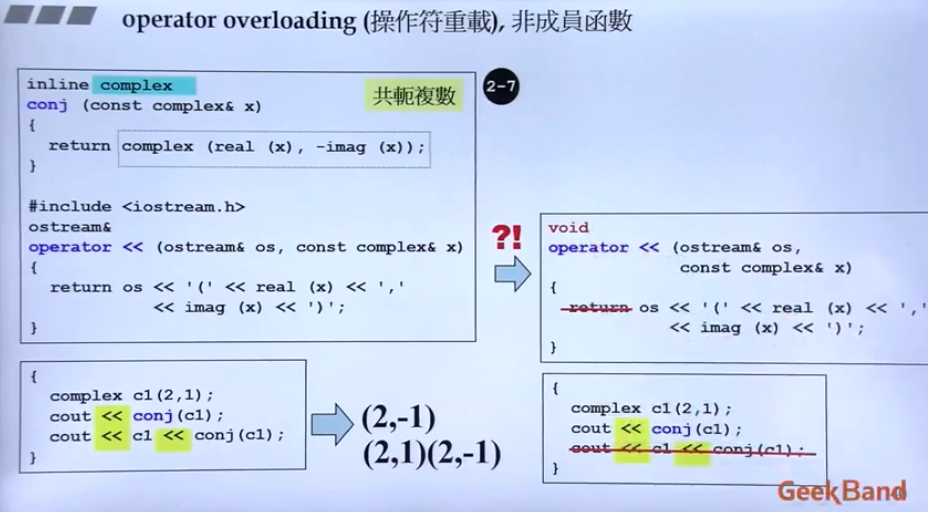 operator overloading (操作符重載), 非成員函數
inline complex
conj (const complex& x)
{
return complex (real (x), -imag (x));
}
共軛複數
2-7
#include <iostream.h>
ostream&
operator << (ostream& os, const complex& x)
{
return os << '(' << real (x) << ','
<< imag (x) << ')';
}
?!
void
operator << (ostream& os,
const complex& x)
{
return os << '(' << real (x) << ','
<< imag (x) << ')';
}
{
complex c1(2,1);
cout << conj(c1);
cout << c1 << conj(c1);
}
(2,-1)
(2,1)(2,-1)
{
complex c1(2,1);
cout << conj(c1);
cout << c1 << conj(c1);
}
GeekBand